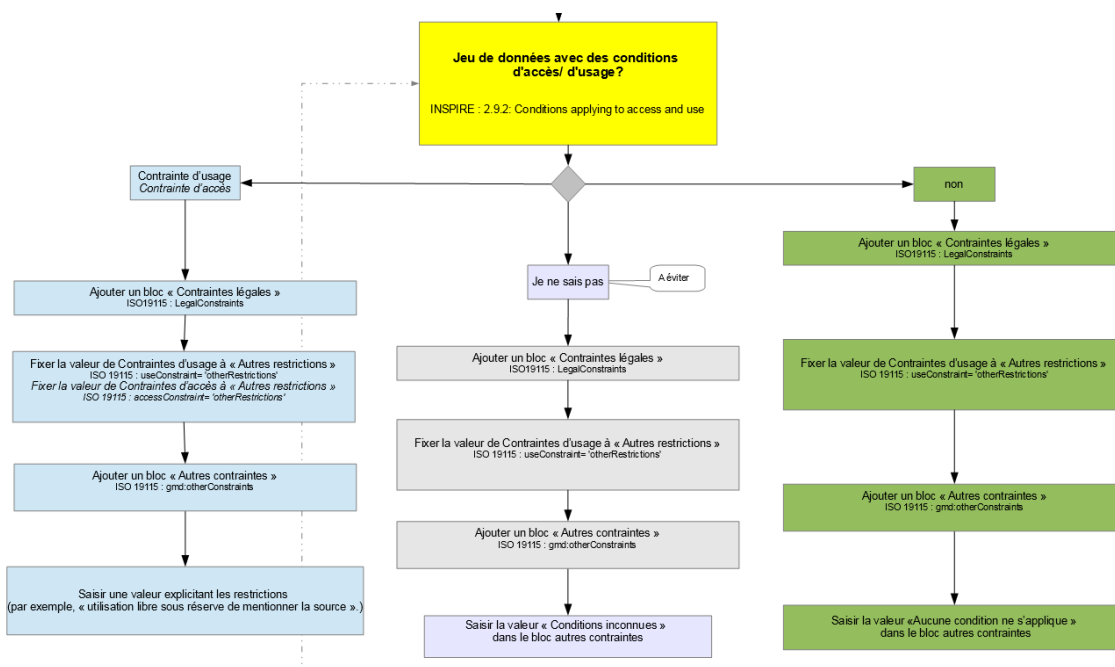 Jeu de données avec des conditions
d'accès/ d'usage?
INSPIRE : 2.9.2: Conditions applying to access and use
Contrainte d'usage
Contrainte d'accès
non
Je ne sais pas
A éviter
Ajouter un bloc « Contraintes légales »
ISO19115 : LegalConstraints
Fixer la valeur de Contraintes d'usage à « Autres restrictions »
ISO 19115 : useConstraint= 'otherRestrictions'
Fixer la valeur de Contraintes d'accès à « Autres restrictions »
ISO 19115 : accessConstraint= 'otherRestrictions'
Ajouter un bloc « Autres contraintes »
ISO 19115 : gmd:otherConstraints
Saisir une valeur explicitant les restrictions
(par exemple, « utilisation libre sous réserve de mentionner la source ».)
Ajouter un bloc « Contraintes légales »
ISO19115 : LegalConstraints
Fixer la valeur de Contraintes d'usage à « Autres restrictions »
ISO 19115 : useConstraint= 'otherRestrictions'
Ajouter un bloc « Autres contraintes »
ISO 19115 : gmd:otherConstraints
Saisir la valeur « Conditions inconnues »
dans le bloc autres contraintes
Ajouter un bloc « Contraintes légales »
ISO19115 : LegalConstraints
Fixer la valeur de Contraintes d'usage à « Autres restrictions »
ISO 19115 : useConstraint= 'otherRestrictions'
Ajouter un bloc « Autres contraintes »
ISO 19115 : gmd:otherConstraints
Saisir la valeur «Aucune condition ne s'applique »
dans le bloc autres contraintes